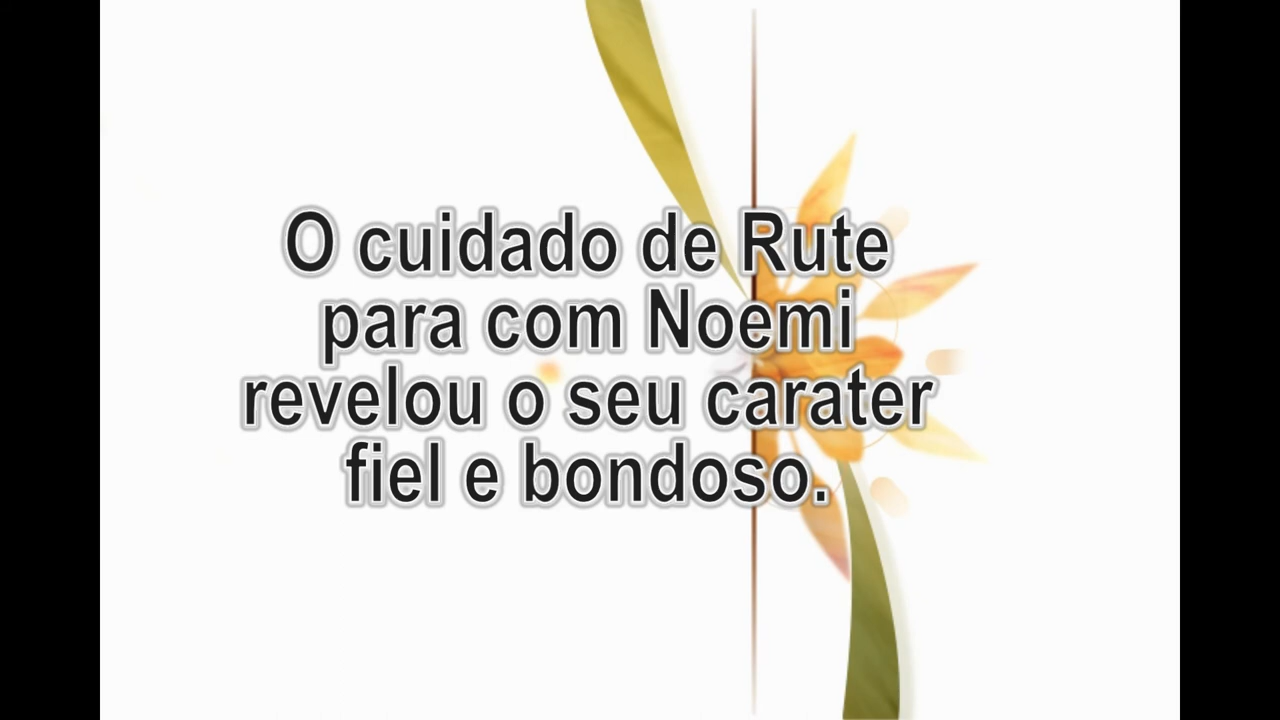 O cuidado de Rute
para com Noemi
revelou o seu carater
fiel e bondoso.